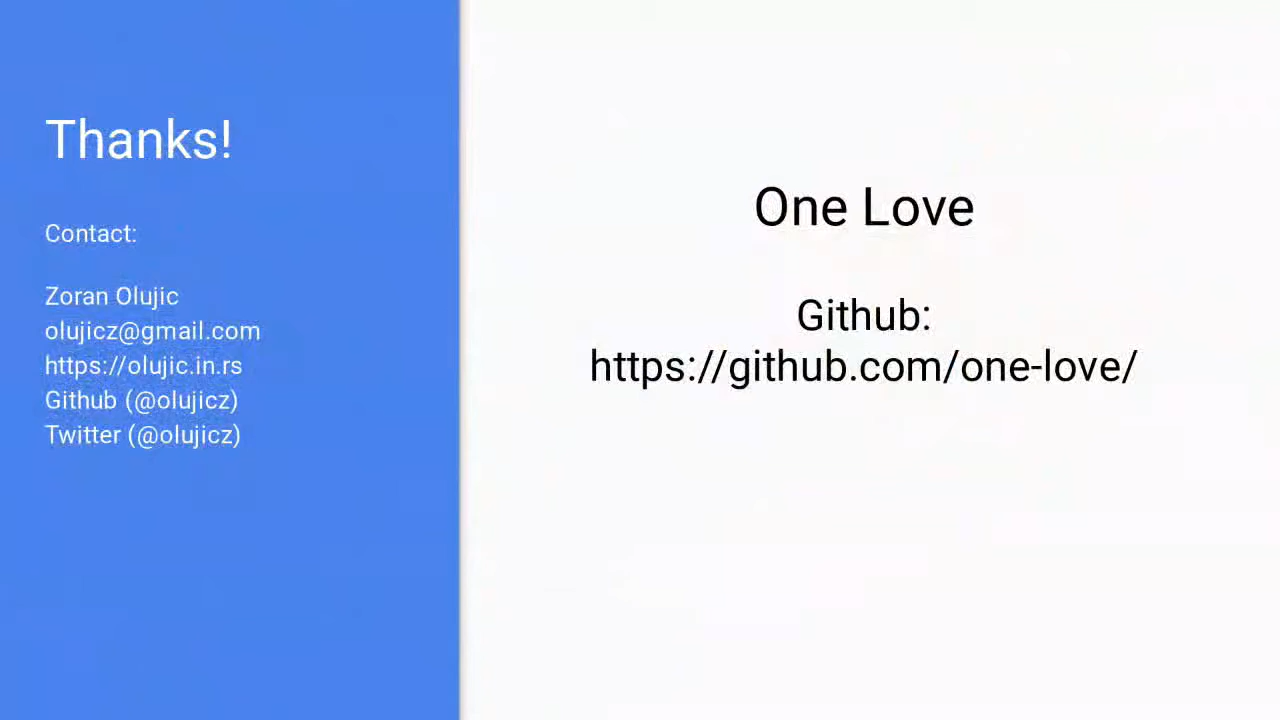 Thanks!
Contact:
Zoran Olujic
olujicz@gmail.com
https://olujic.in.rs
Github (@olujicz)
Twitter (@olujicz)
One Love
Github:
https://github.com/one-love/